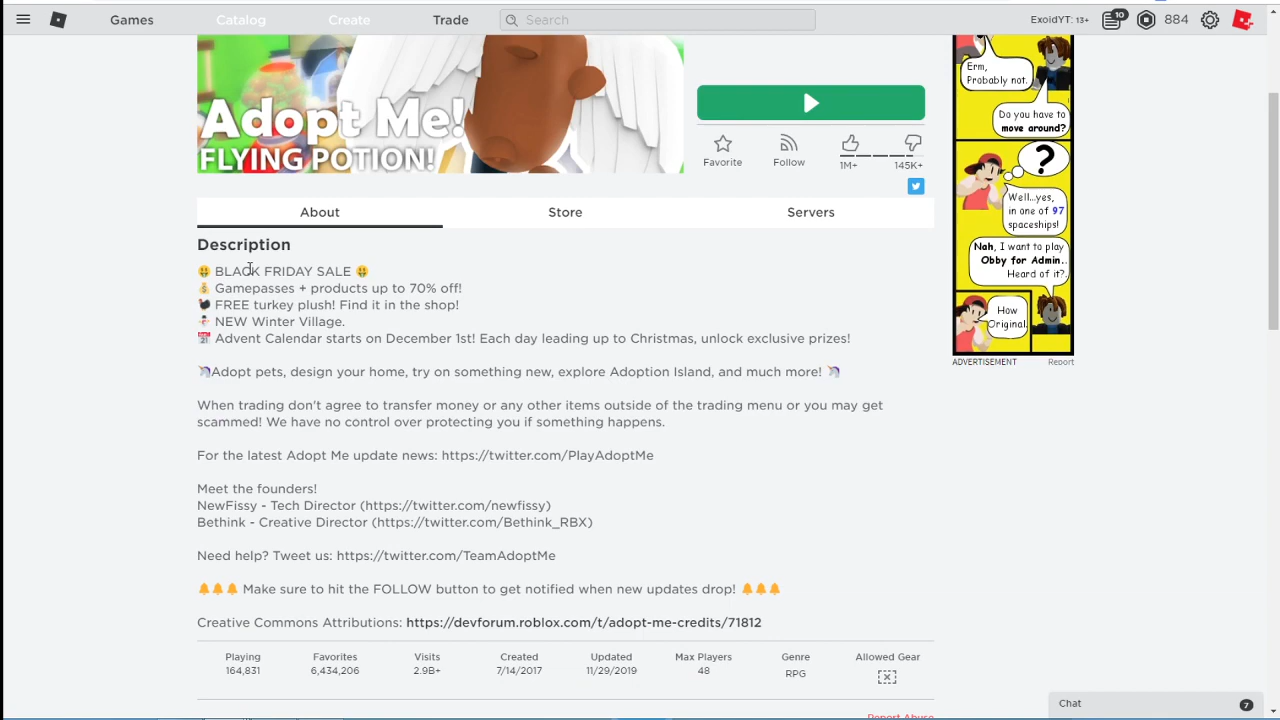 Games Catalog Create Trade Search ExoidYT: 13+ 10 884
Adopt Me!
FLYING POTION!
Favorite Follow 1M+ 145K+
About Store Servers
Description
🤑 BLACK FRIDAY SALE 🤑
💰 Gamepasses + products up to 70% off!
🦃 FREE turkey plush! Find it in the shop!
⛄ NEW Winter Village.
📅 Advent Calendar starts on December 1st! Each day leading up to Christmas, unlock exclusive prizes!
🦄Adopt pets, design your home, try on something new, explore Adoption Island, and much more! 🦄
When trading don't agree to transfer money or any other items outside of the trading menu or you may get
scammed! We have no control over protecting you if something happens.
For the latest Adopt Me update news: https://twitter.com/PlayAdoptMe
Meet the founders!
NewFissy - Tech Director (https://twitter.com/newfissy)
Bethink - Creative Director (https://twitter.com/Bethink_RBX)
Need help? Tweet us: https://twitter.com/TeamAdoptMe
🔔🔔🔔 Make sure to hit the FOLLOW button to get notified when new updates drop! 🔔🔔🔔
Creative Commons Attributions: https://devforum.roblox.com/t/adopt-me-credits/71812
Playing Favorites Visits Created Updated Max Players Genre Allowed Gear
164,831 6,434,206 2.9B+ 7/14/2017 11/29/2019 48 RPG
Report Abuse
Erm,
Probably not.
Do you have to
move around?
?
Well...yes,
in one of 97
spaceships!
Nah, I want to play
Obby for Admin..
Heard of it?
How
Original.
ADVERTISEMENT Report
Chat 7